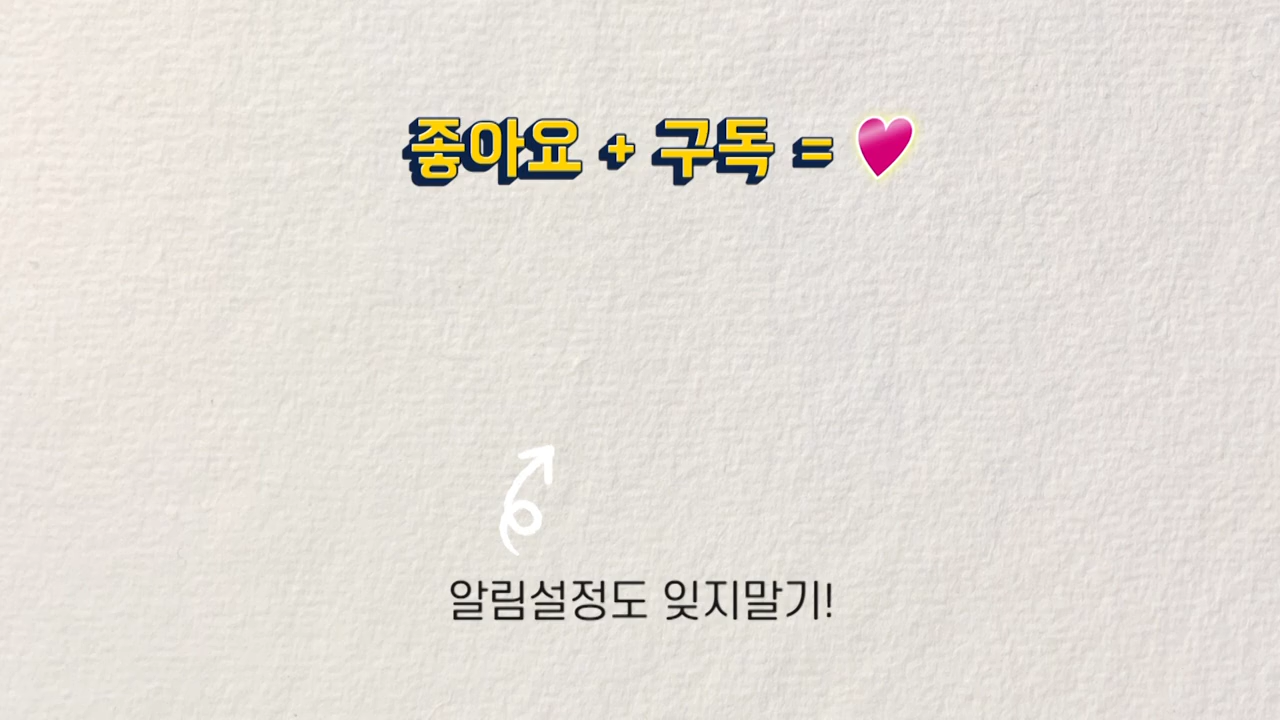 좋아요 + 구독 = 🩷
알림설정도 잊지말기!